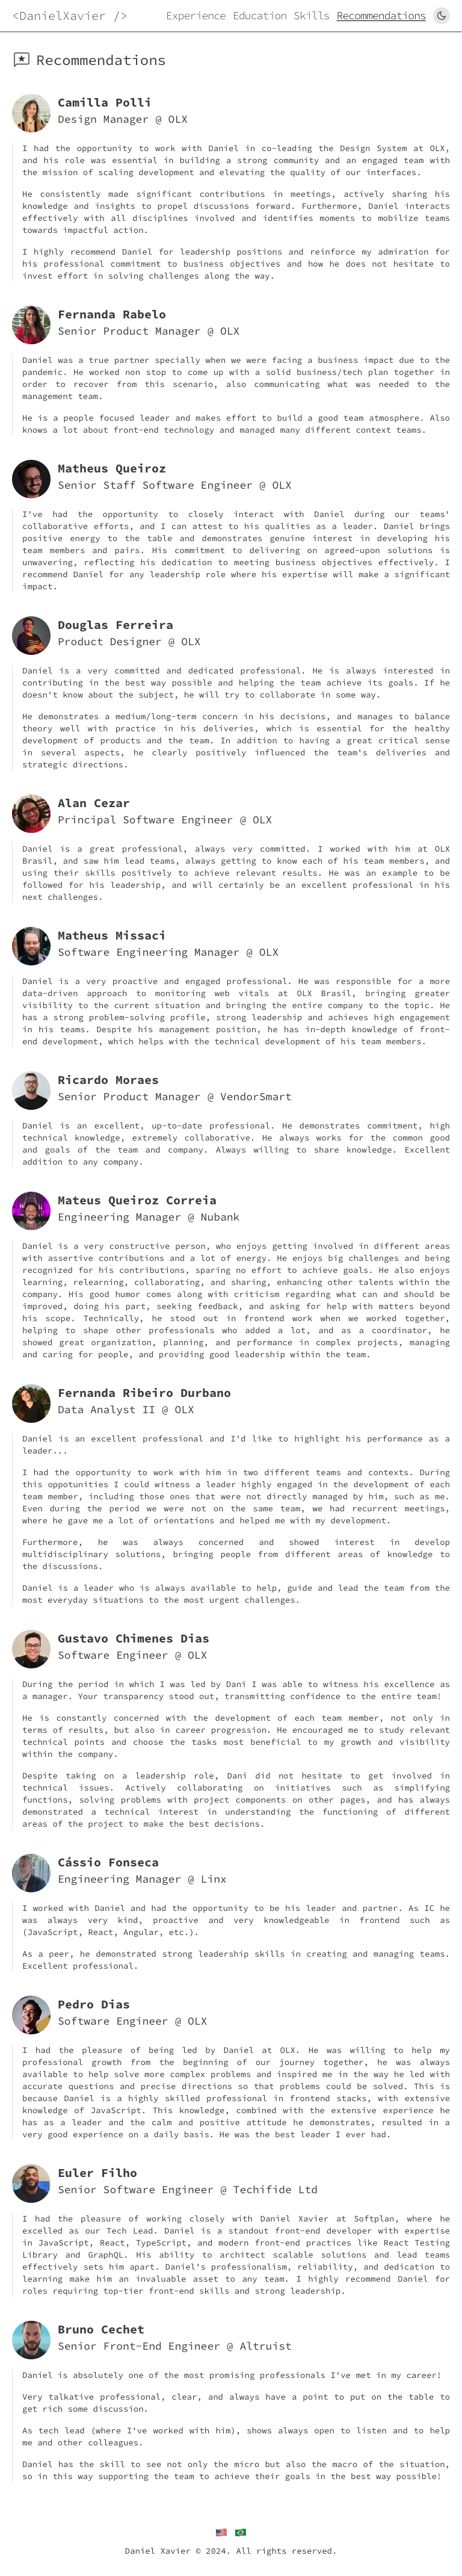 <DanielXavier />
Experience Education Skills Recommendations
Recommendations
Camilla Polli
Design Manager @ OLX
I had the opportunity to work with Daniel in co-leading the Design System at OLX,
and his role was essential in building a strong community and an engaged team with
the mission of scaling development and elevating the quality of our interfaces.
He consistently made significant contributions in meetings, actively sharing his
knowledge and insights to propel discussions forward. Furthermore, Daniel interacts
effectively with all disciplines involved and identifies moments to mobilize teams
towards impactful action.
I highly recommend Daniel for leadership positions and reinforce my admiration for
his professional commitment to business objectives and how he does not hesitate to
invest effort in solving challenges along the way.
Fernanda Rabelo
Senior Product Manager @ OLX
Daniel was a true partner specially when we were facing a business impact due to the
pandemic. He worked non stop to come up with a solid business/tech plan together in
order to recover from this scenario, also communicating what was needed to the
management team.
He is a people focused leader and makes effort to build a good team atmosphere. Also
knows a lot about front-end technology and managed many different context teams.
Matheus Queiroz
Senior Staff Software Engineer @ OLX
I've had the opportunity to closely interact with Daniel during our teams'
collaborative efforts, and I can attest to his qualities as a leader. Daniel brings
positive energy to the table and demonstrates genuine interest in developing his
team members and pairs. His commitment to delivering on agreed-upon solutions is
unwavering, reflecting his dedication to meeting business objectives effectively. I
recommend Daniel for any leadership role where his expertise will make a significant
impact.
Douglas Ferreira
Product Designer @ OLX
Daniel is a very committed and dedicated professional. He is always interested in
contributing in the best way possible and helping the team achieve its goals. If he
doesn't know about the subject, he will try to collaborate in some way.
He demonstrates a medium/long-term concern in his decisions, and manages to balance
theory well with practice in his deliveries, which is essential for the healthy
development of products and the team. In addition to having a great critical sense
in several aspects, he clearly positively influenced the team's deliveries and
strategic directions.
Alan Cezar
Principal Software Engineer @ OLX
Daniel is a great professional, always very committed. I worked with him at OLX
Brasil, and saw him lead teams, always getting to know each of his team members, and
using their skills positively to achieve relevant results. He was an example to be
followed for his leadership, and will certainly be an excellent professional in his
next challenges.
Matheus Missaci
Software Engineering Manager @ OLX
Daniel is a very proactive and engaged professional. He was responsible for a more
data-driven approach to monitoring web vitals at OLX Brasil, bringing greater
visibility to the current situation and bringing the entire company to the topic. He
has a strong problem-solving profile, strong leadership and achieves high engagement
in his teams. Despite his management position, he has in-depth knowledge of front-
end development, which helps with the technical development of his team members.
Ricardo Moraes
Senior Product Manager @ VendorSmart
Daniel is an excellent, up-to-date professional. He demonstrates commitment, high
technical knowledge, extremely collaborative. He always works for the common good
and goals of the team and company. Always willing to share knowledge. Excellent
addition to any company.
Mateus Queiroz Correia
Engineering Manager @ Nubank
Daniel is a very constructive person, who enjoys getting involved in different areas
with assertive contributions and a lot of energy. He enjoys big challenges and being
recognized for his contributions, sparing no effort to achieve goals. He also enjoys
learning, relearning, collaborating, and sharing, enhancing other talents within the
company. His good humor comes along with criticism regarding what can and should be
improved, doing his part, seeking feedback, and asking for help with matters beyond
his scope. Technically, he stood out in frontend work when we worked together,
helping to shape other professionals who added a lot, and as a coordinator, he
showed great organization, planning, and performance in complex projects, managing
and caring for people, and providing good leadership within the team.
Fernanda Ribeiro Durbano
Data Analyst II @ OLX
Daniel is an excellent professional and I'd like to highlight his performance as a
leader...
I had the opportunity to work with him in two different teams and contexts. During
this oppotunities I could witness a leader highly engaged in the development of each
team member, including those ones that were not directly managed by him, such as me.
Even during the period we were not on the same team, we had recurrent meetings,
where he gave me a lot of orientations and helped me with my development.
Furthermore, he was always concerned and showed interest in develop
multidisciplinary solutions, bringing people from different areas of knowledge to
the discussions.
Daniel is a leader who is always available to help, guide and lead the team from the
most everyday situations to the most urgent challenges.
Gustavo Chimenes Dias
Software Engineer @ OLX
During the period in which I was led by Dani I was able to witness his excellence as
a manager. Your transparency stood out, transmitting confidence to the entire team!
He is constantly concerned with the development of each team member, not only in
terms of results, but also in career progression. He encouraged me to study relevant
technical points and choose the tasks most beneficial to my growth and visibility
within the company.
Despite taking on a leadership role, Dani did not hesitate to get involved in
technical issues. Actively collaborating on initiatives such as simplifying
functions, solving problems with project components on other pages, and has always
demonstrated a technical interest in understanding the functioning of different
areas of the project to make the best decisions.
Cássio Fonseca
Engineering Manager @ Linx
I worked with Daniel and had the opportunity to be his leader and partner. As IC he
was always very kind, proactive and very knowledgeable in frontend such as
(JavaScript, React, Angular, etc.).
As a peer, he demonstrated strong leadership skills in creating and managing teams.
Excellent professional.
Pedro Dias
Software Engineer @ OLX
I had the pleasure of being led by Daniel at OLX. He was willing to help my
professional growth from the beginning of our journey together, he was always
available to help solve more complex problems and inspired me in the way he led with
accurate questions and precise directions so that problems could be solved. This is
because Daniel is a highly skilled professional in frontend stacks, with extensive
knowledge of JavaScript. This knowledge, combined with the extensive experience he
has as a leader and the calm and positive attitude he demonstrates, resulted in a
very good experience on a daily basis. He was the best leader I ever had.
Euler Filho
Senior Software Engineer @ Techifide Ltd
I had the pleasure of working closely with Daniel Xavier at Softplan, where he
excelled as our Tech Lead. Daniel is a standout front-end developer with expertise
in JavaScript, React, TypeScript, and modern front-end practices like React Testing
Library and GraphQL. His ability to architect scalable solutions and lead teams
effectively sets him apart. Daniel's professionalism, reliability, and dedication to
learning make him an invaluable asset to any team. I highly recommend Daniel for
roles requiring top-tier front-end skills and strong leadership.
Bruno Cechet
Senior Front-End Engineer @ Altruist
Daniel is absolutely one of the most promising professionals I've met in my career!
Very talkative professional, clear, and always have a point to put on the table to
get rich some discussion.
As tech lead (where I've worked with him), shows always open to listen and to help
me and other colleagues.
Daniel has the skill to see not only the micro but also the macro of the situation,
so in this way supporting the team to achieve their goals in the best way possible!
Daniel Xavier © 2024. All rights reserved.